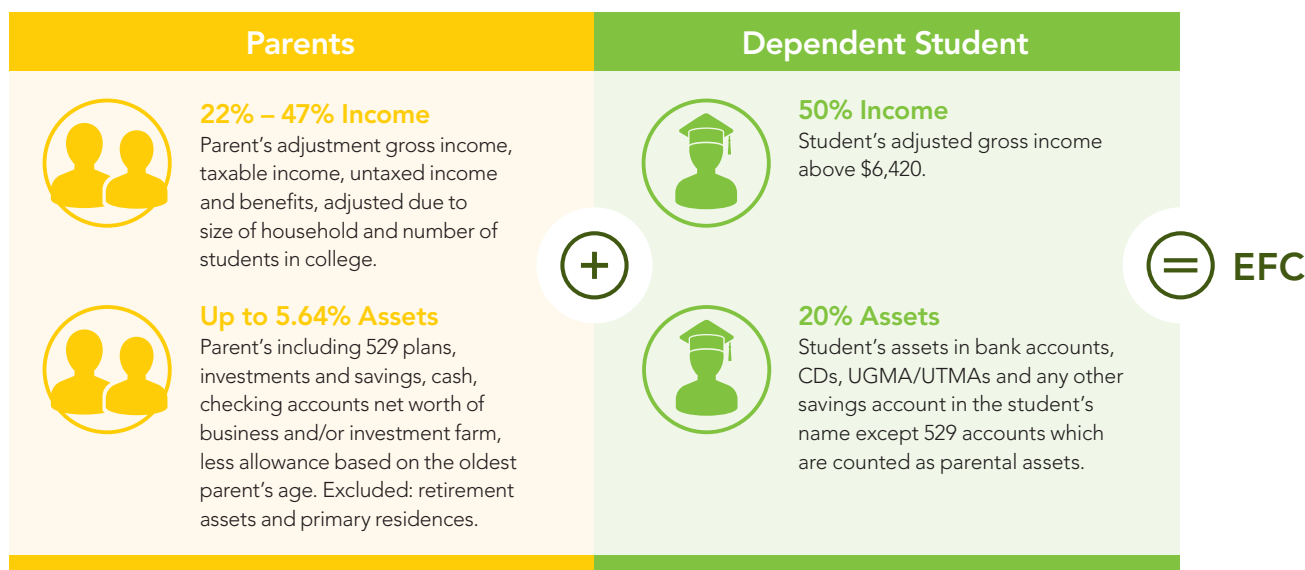 Parents
22% – 47% Income
Parent's adjustment gross income,
taxable income, untaxed income
and benefits, adjusted due to
size of household and number of
students in college.
Up to 5.64% Assets
Parent's including 529 plans,
investments and savings, cash,
checking accounts net worth of
business and/or investment farm,
less allowance based on the oldest
parent's age. Excluded: retirement
assets and primary residences.
+
Dependent Student
50% Income
Student's adjusted gross income
above $6,420.
20% Assets
Student's assets in bank accounts,
CDs, UGMA/UTMAs and any other
savings account in the student's
name except 529 accounts which
are counted as parental assets.
= EFC